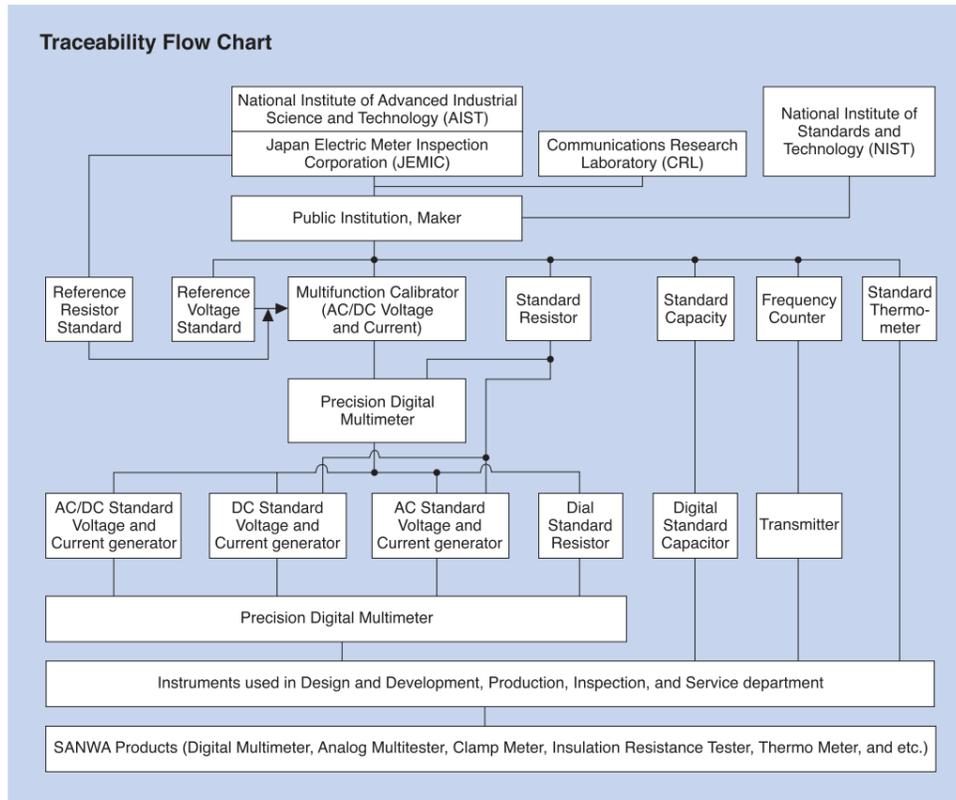 Traceability Flow Chart
National Institute of Advanced Industrial
Science and Technology (AIST)
Japan Electric Meter Inspection
Corporation (JEMIC)
Communications Research
Laboratory (CRL)
National Institute of
Standards and
Technology (NIST)
Public Institution, Maker
Reference
Resistor
Standard
Reference
Voltage
Standard
Multifunction Calibrator
(AC/DC Voltage
and Current)
Standard
Resistor
Standard
Capacity
Frequency
Counter
Standard
Thermo-
meter
Precision Digital
Multimeter
AC/DC Standard
Voltage and
Current generator
DC Standard
Voltage and
Current generator
AC Standard
Voltage and
Current generator
Dial
Standard
Resistor
Digital
Standard
Capacitor
Transmitter
Precision Digital Multimeter
Instruments used in Design and Development, Production, Inspection, and Service department
SANWA Products (Digital Multimeter, Analog Multitester, Clamp Meter, Insulation Resistance Tester, Thermo Meter, and etc.)